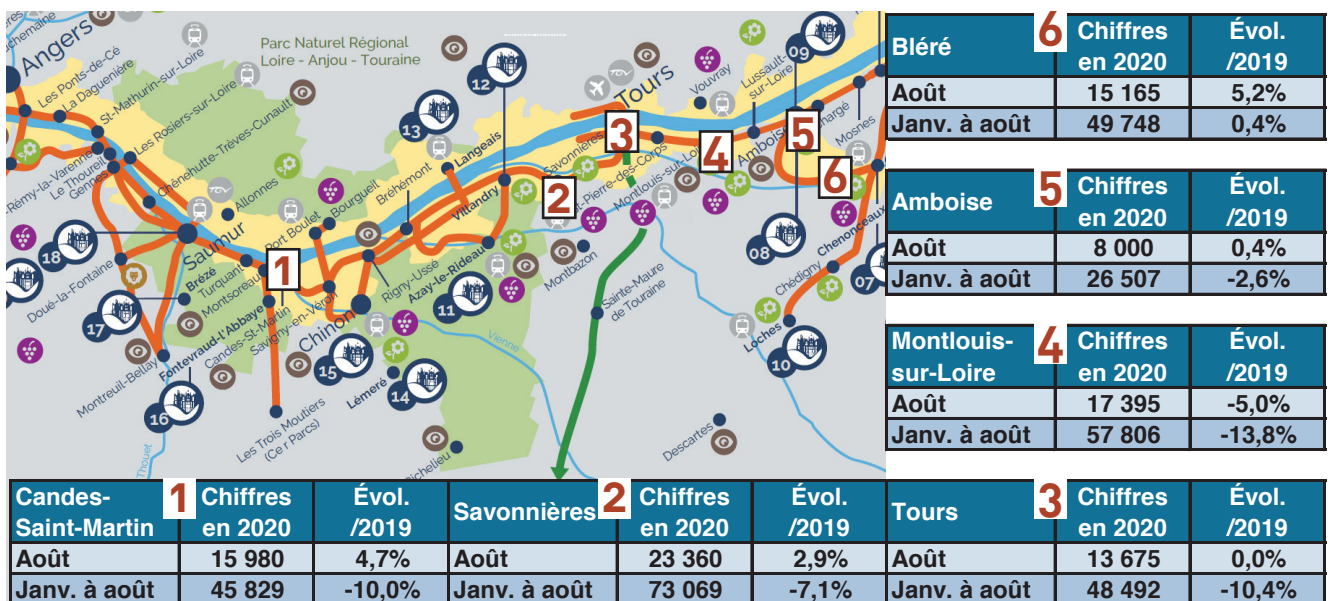 Angers
Les Ponts-de-Cé
La Daguenière
St-Mathurin-sur-Loire
Les Rosiers-sur-Loire
Chênehutte-Trèves-Cunault
Parc Naturel Régional
Loire - Anjou - Touraine
-Rémy-la-Varenne
Le Thoureil
Gennes
Allonnes
Saumur
Port Boulet
Bourgueil
Bréhémont
Langeais
Villandry
Savonnières
Tours
St-Pierre-des-Corps
Montlouis-sur-Loire
Vouvray
Lussault-
sur-Loire
Amboise
Chargé
Mosnes
Chenonceaux
Chédigny
Loches
Doué-la-Fontaine
Brézé
Turquant
Montsoreau
Fontevraud-l'Abbaye
Candes-St-Martin
Savigny-en-Véron
Chinon
Rigny-Ussé
Azay-le-Rideau
Montbazon
Sainte-Maure
de Touraine
Montreuil-Bellay
Les Trois Moutiers
(Ce r Parcs)
Lémeré
Richelieu
Descartes
Vienne
Thouet
TGV
TGV
18
17
16
15
14
13
12
11
10
09
08
07
1
2
3
4
5
6
Bléré 6 Chiffres Évol.
en 2020 /2019
Août 15 165 5,2%
Janv. à août 49 748 0,4%
Amboise 5 Chiffres Évol.
en 2020 /2019
Août 8 000 0,4%
Janv. à août 26 507 -2,6%
Montlouis- 4 Chiffres Évol.
sur-Loire en 2020 /2019
Août 17 395 -5,0%
Janv. à août 57 806 -13,8%
Candes- 1 Chiffres Évol.
Saint-Martin en 2020 /2019
Août 15 980 4,7%
Janv. à août 45 829 -10,0%
Savonnières 2 Chiffres Évol.
en 2020 /2019
Août 23 360 2,9%
Janv. à août 73 069 -7,1%
Tours 3 Chiffres Évol.
en 2020 /2019
Août 13 675 0,0%
Janv. à août 48 492 -10,4%